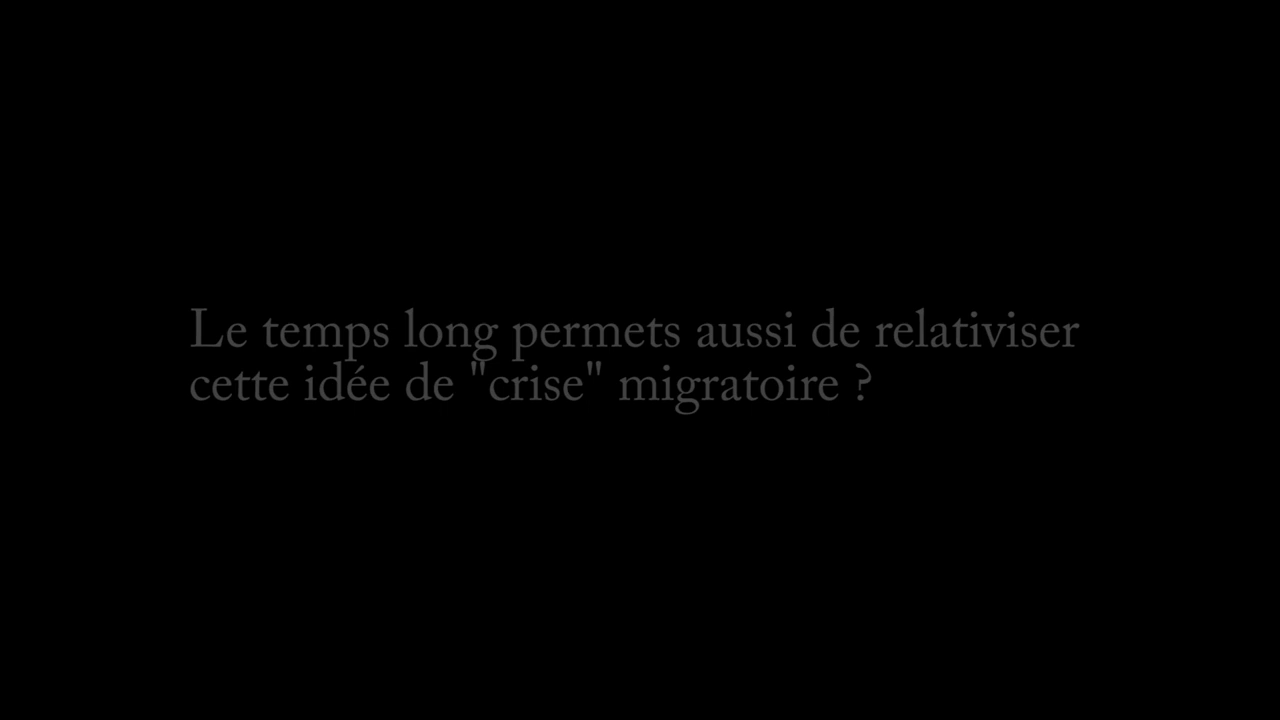 Le temps long permets aussi de relativiser
cette idée de "crise" migratoire ?